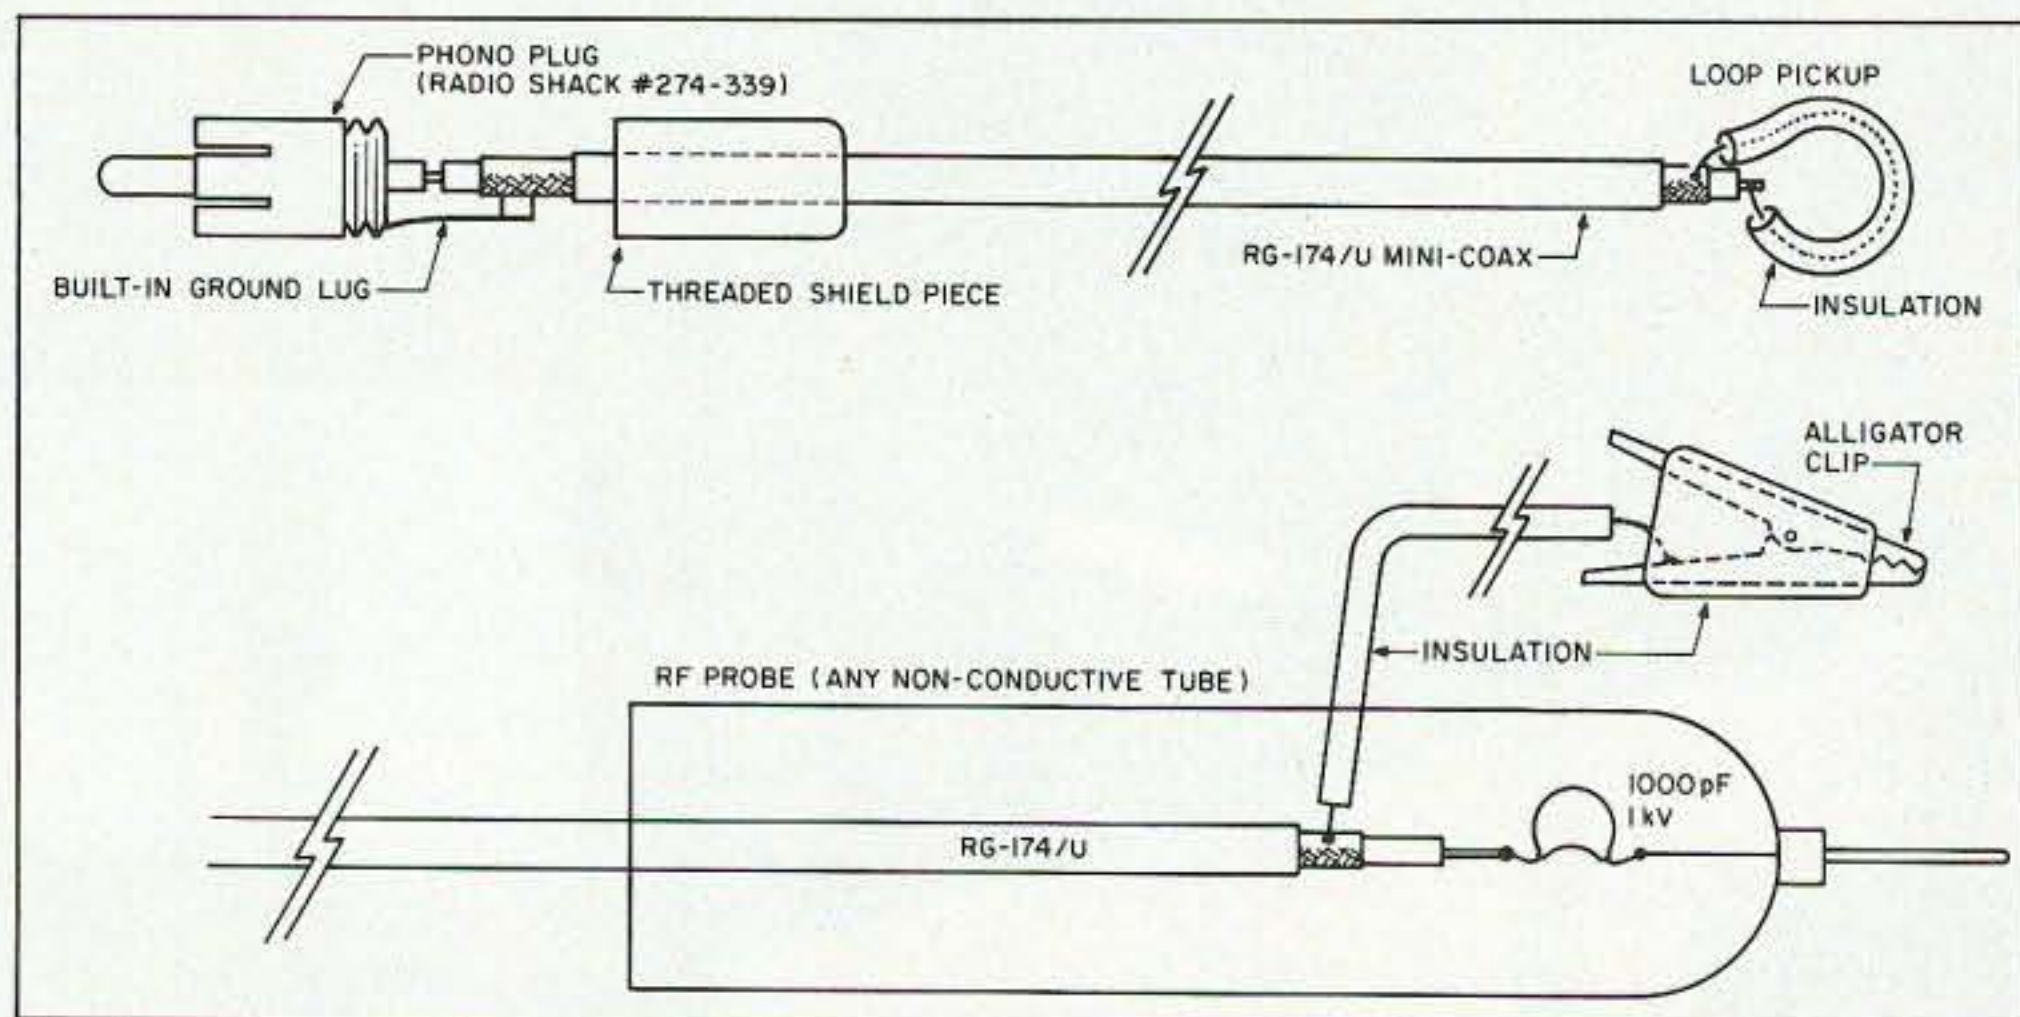 PHONO PLUG
(RADIO SHACK #274-339)
LOOP PICKUP
BUILT-IN GROUND LUG
THREADED SHIELD PIECE
RG-174/U MINI-COAX
INSULATION
ALLIGATOR
CLIP
INSULATION
RF PROBE (ANY NON-CONDUCTIVE TUBE)
1000pF
1kV
RG-174/U